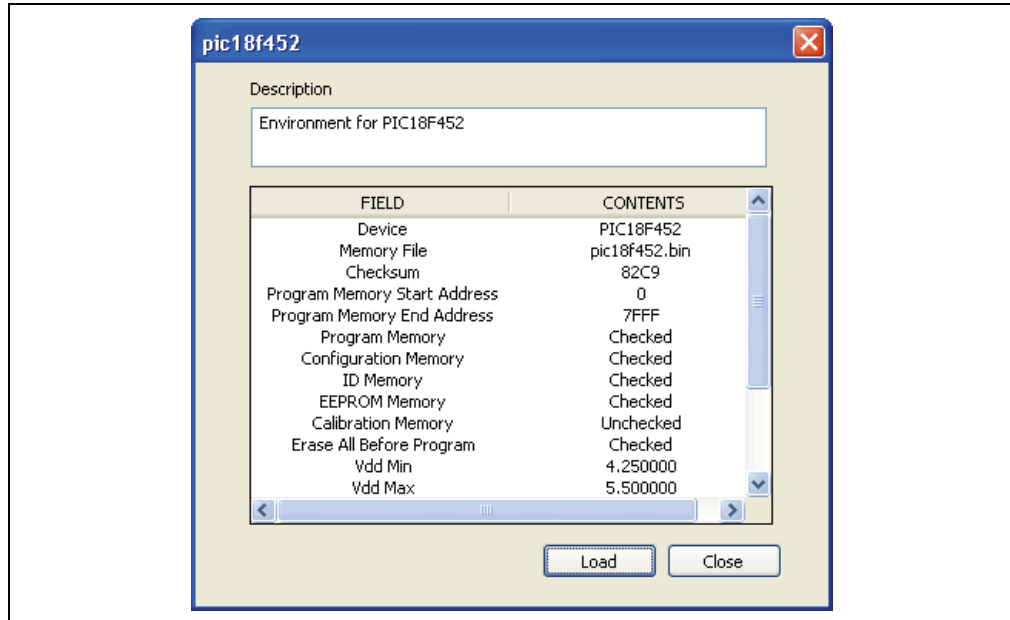 pic18f452
Description
Environment for PIC18F452
FIELD CONTENTS
Device PIC18F452
Memory File pic18f452.bin
Checksum 82C9
Program Memory Start Address 0
Program Memory End Address 7FFF
Program Memory Checked
Configuration Memory Checked
ID Memory Checked
EEPROM Memory Checked
Calibration Memory Unchecked
Erase All Before Program Checked
Vdd Min 4.250000
Vdd Max 5.500000
Load Close